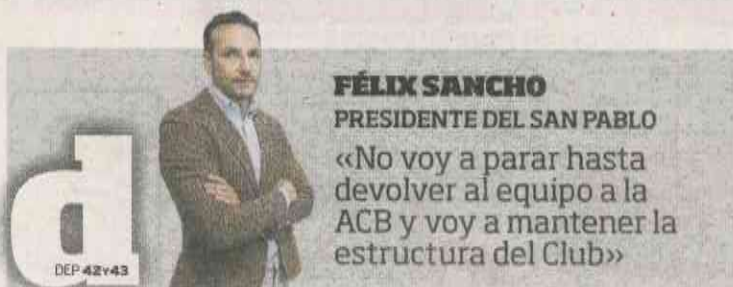 FÉLIX SANCHO
PRESIDENTE DEL SAN PABLO
«No voy a parar hasta
devolver al equipo a la
ACB y voy a mantener la
estructura del Club»
d
DEP 42Y43